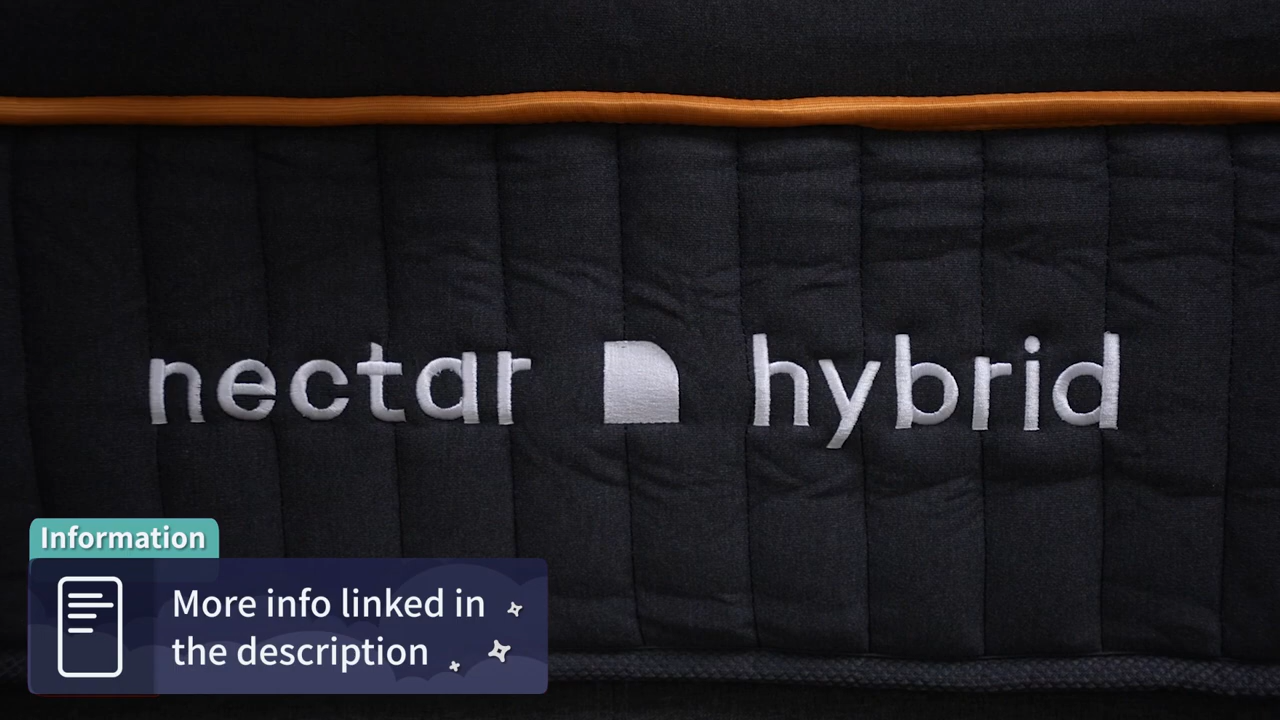 nectar hybrid
Information
More info linked in
the description